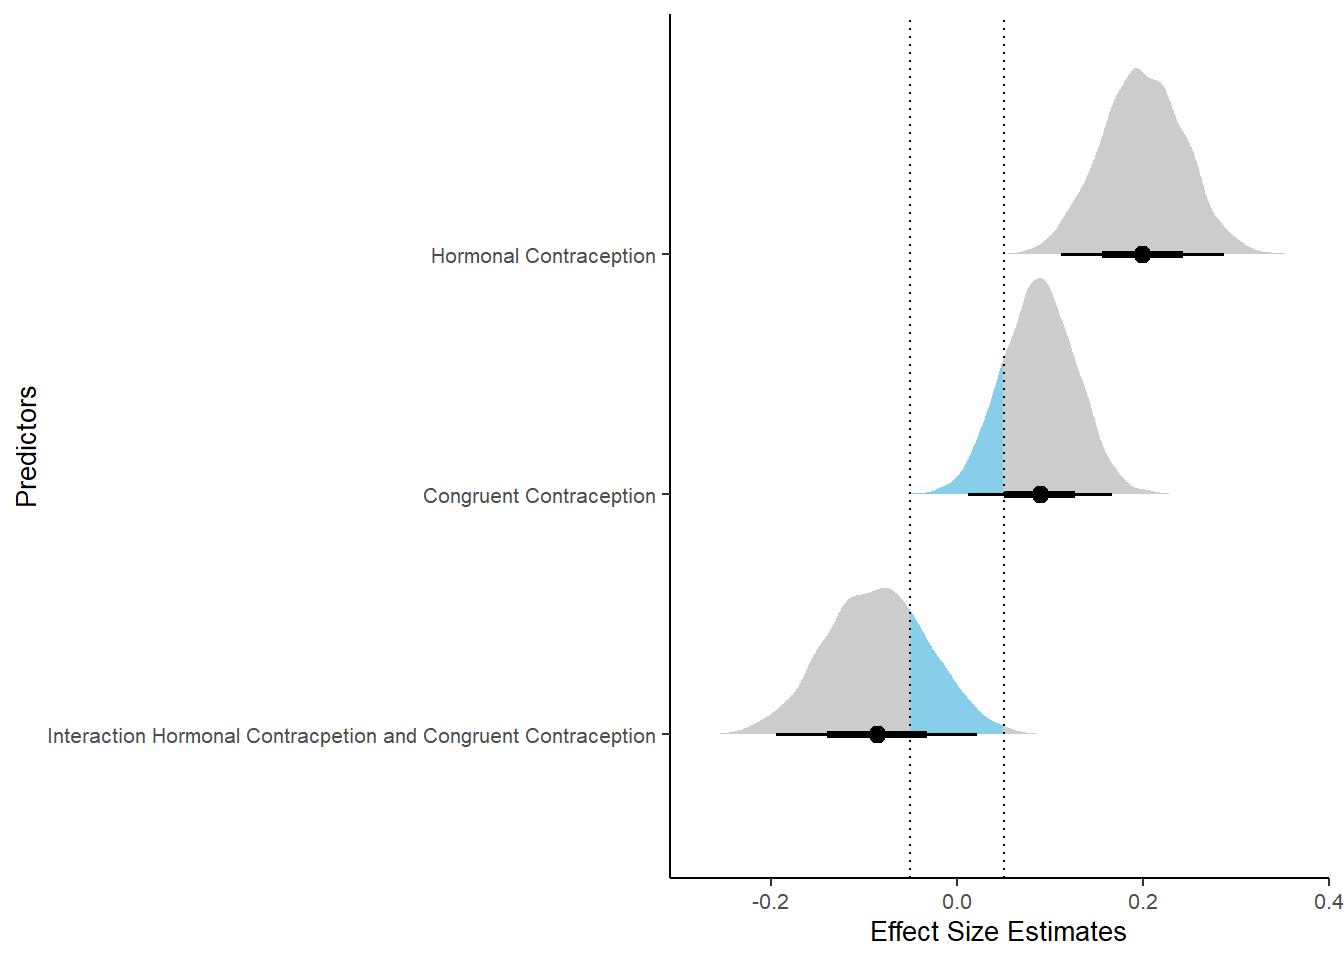 Predictors
Hormonal Contraception
Congruent Contraception
Interaction Hormonal Contracpetion and Congruent Contraception
-0.2 0.0 0.2 0.4
Effect Size Estimates